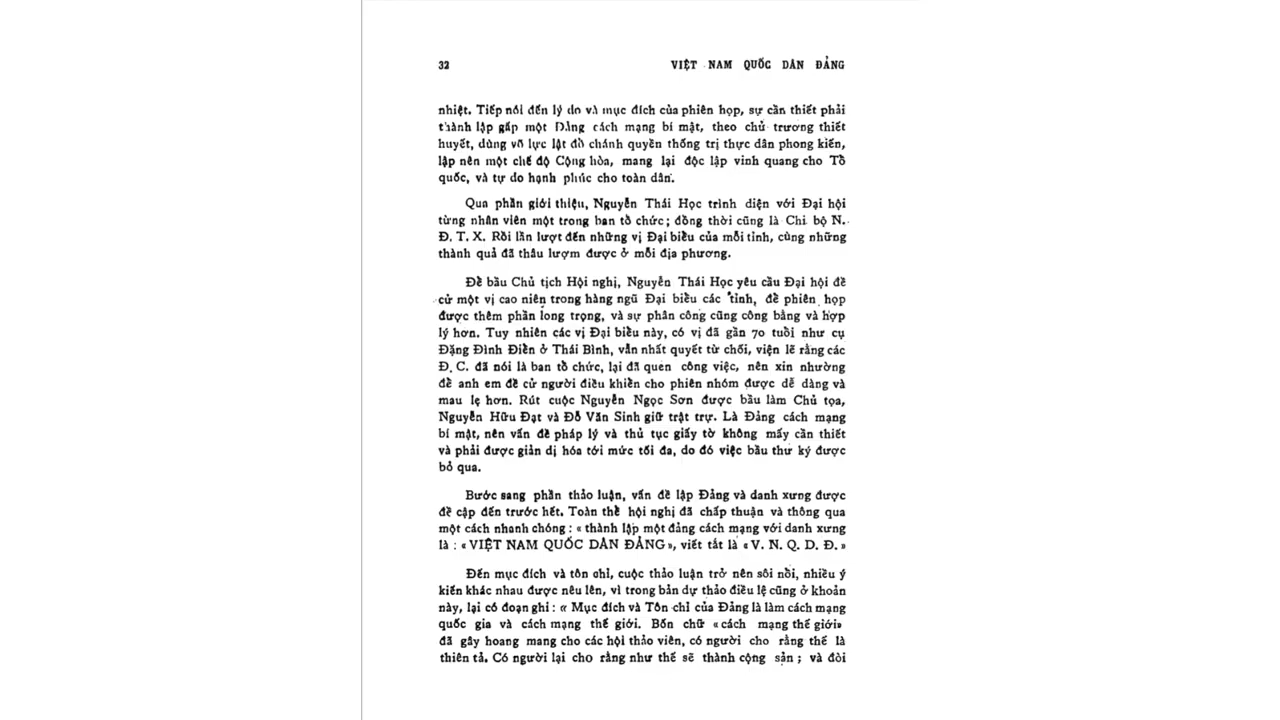 32 VIỆT NAM QUỐC DÂN ĐẢNG
nhiệt. Tiếp nói đến lý do và mục đích của phiên họp, sự cần thiết phải
thành lập gấp một Đảng cách mạng bí mật, theo chủ trương thiết
huyết, dùng võ lực lật đồ chánh quyền thống trị thực dân phong kiến,
lập nên một chế độ Cộng hòa, mang lại độc lập vinh quang cho Tổ
quốc, và tự do hạnh phúc cho toàn dân.
Qua phần giới thiệu, Nguyễn Thái Học trình diện với Đại hội
từng nhân viên một trong ban tổ chức ; đồng thời cũng là Chi bộ N.
Đ. T. X. Rồi lần lượt đến những vị Đại biểu của mỗi tỉnh, cùng những
thành quả đã thâu lượm được ở mỗi địa phương.
Để bầu Chủ tịch Hội nghị, Nguyễn Thái Học yêu cầu Đại hội đề
cử một vị cao niên trong hàng ngũ Đại biểu các tỉnh, để phiên họp
được thêm phần long trọng, và sự phân công cũng công bằng và hợp
lý hơn. Tuy nhiên các vị Đại biểu này, có vị đã gần 70 tuổi như cụ
Đặng Đình Điển ở Thái Bình, vẫn nhất quyết từ chối, viện lẽ rằng các
Đ. C. đã nói là ban tổ chức, lại đã quen công việc, nên xin nhường
để anh em đề cử người điều khiển cho phiên nhóm được dễ dàng và
mau lẹ hơn. Rút cuộc Nguyễn Ngọc Sơn được bầu làm Chủ tọa,
Nguyễn Hữu Đạt và Đỗ Văn Sinh giữ trật trự. Là Đảng cách mạng
bí mật, nên vấn đề pháp lý và thủ tục giấy tờ không mấy cần thiết
và phải được giản dị hóa tới mức tối đa, do đó việc bầu thư ký được
bỏ qua.
Bước sang phần thảo luận, vấn đề lập Đảng và danh xưng được
đề cập đến trước hết. Toàn thể hội nghị đã chấp thuận và thông qua
một cách nhanh chóng : « thành lập một đảng cách mạng với danh xưng
là : « VIỆT NAM QUỐC DÂN ĐẢNG », viết tắt là « V. N. Q. D. Đ. »
Đến mục đích và tôn chỉ, cuộc thảo luận trở nên sôi nổi, nhiều ý
kiến khác nhau được nêu lên, vì trong bản dự thảo điều lệ cũng ở khoản
này, lại có đoạn ghi : « Mục đích và Tôn chỉ của Đảng là làm cách mạng
quốc gia và cách mạng thế giới. Bốn chữ « cách mạng thế giới»
đã gây hoang mang cho các hội thảo viên, có người cho rằng thế là
thiên tả. Có người lại cho rằng như thế sẽ thành cộng sản ; và đòi